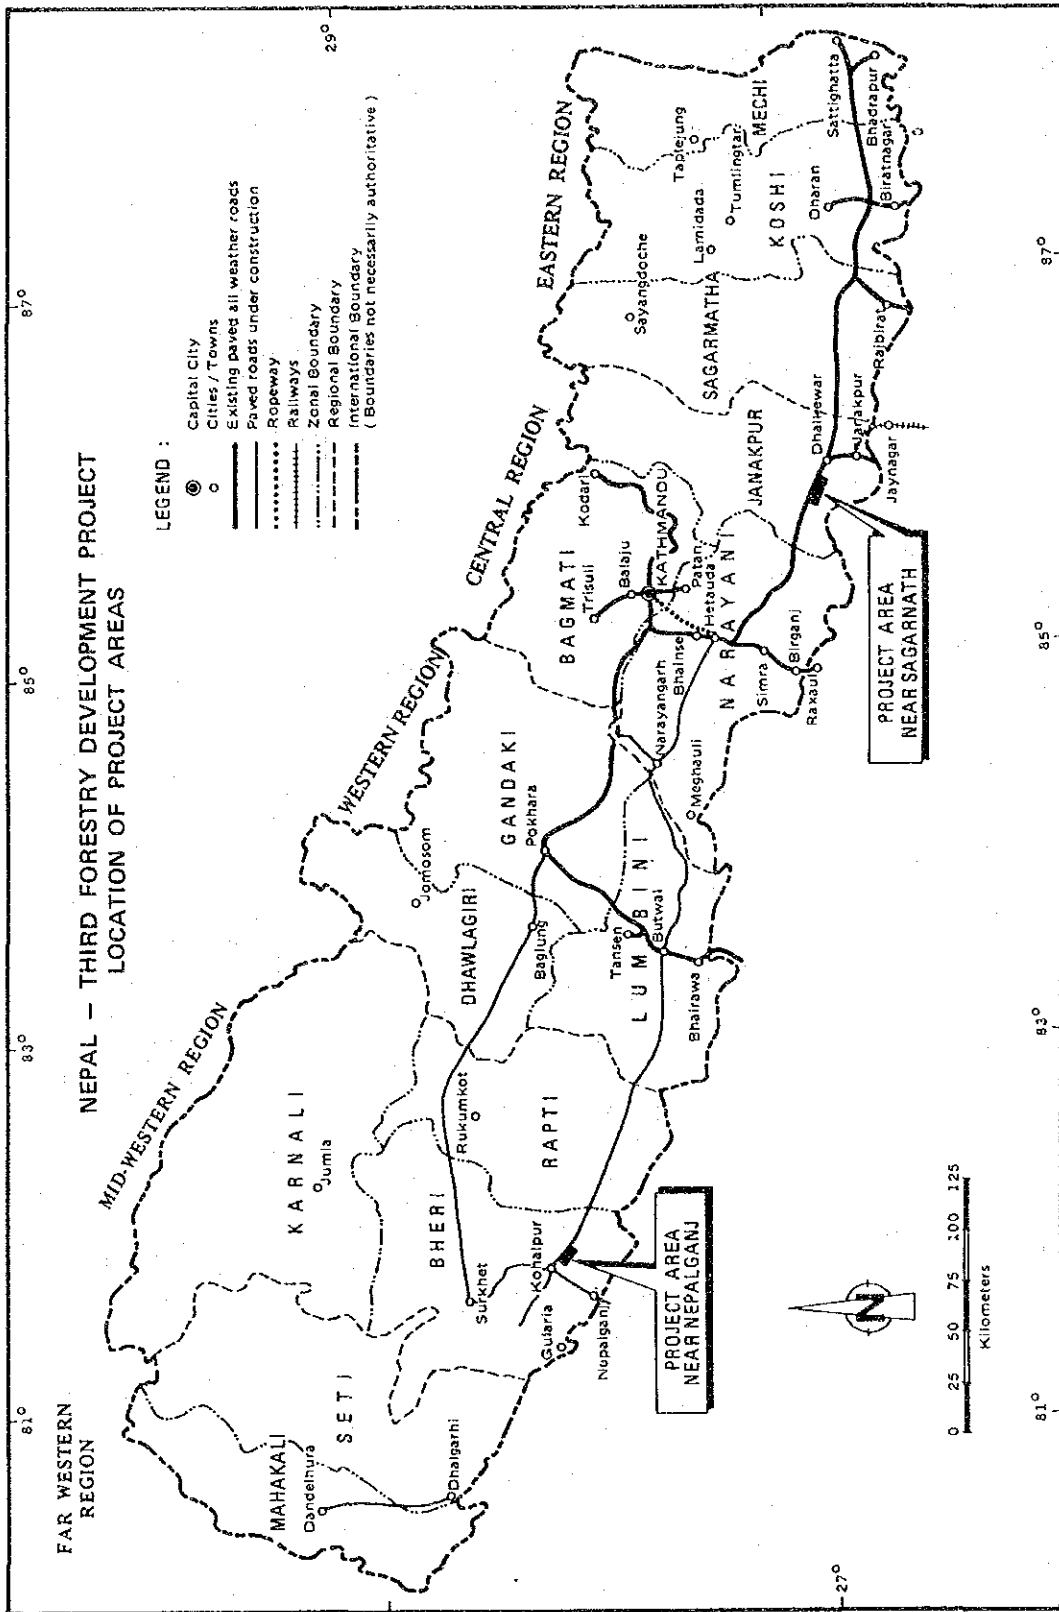 NEPAL – THIRD FORESTRY DEVELOPMENT PROJECT
LOCATION OF PROJECT AREAS
LEGEND :
Capital City
Cities / Towns
Existing paved all weather roads
Paved roads under construction
Ropeway
Railways
Zonal Boundary
Regional Boundary
International Boundary
( Boundaries not necessarily authoritative )
81°
83°
85°
87°
29°
FAR WESTERN
REGION
MID-WESTERN REGION
WESTERN REGION
CENTRAL REGION
EASTERN REGION
MAHAKALI
Dandelhura
SETI
Dhalgarhi
KARNALI
Jumla
BHERI
Surkhet
Rukumkot
RAPTI
Kohalpur
Gularia
Nepalganj
PROJECT AREA
NEAR NEPALGANJ
DHAWLAGIRI
Jomosom
Baglung
GANDAKI
Pokhara
LUMBINI
Tansen
Butwal
Bhairawa
Meghauli
Narayangarh
BAGMATI
Trisuli
Balaju
Kodari
KATHMANDU
Patan
Hetauda
Bhainse
NARAYANI
Simra
Birganj
Raxaul
JANAKPUR
Dhalkewar
Janakpur
Jaynagar
PROJECT AREA
NEAR SAGARNATH
SAGARMATHA
Sayangdoche
Lamidada
Rajbirat
KOSHI
Tumlingtar
Dharan
Biratnagar
MECHI
Taplejung
Sattighatta
Bhadrapur
N
0 25 50 75 100 125
Kilometers
27°
81°
83°
85°
87°